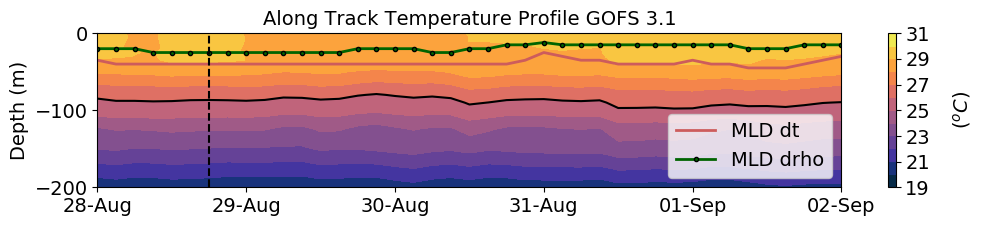 Along Track Temperature Profile GOFS 3.1
Depth (m)
0
−100
−200
28-Aug 29-Aug 30-Aug 31-Aug 01-Sep 02-Sep
MLD dt
MLD drho
31
29
27
25
23
21
19
(°C)